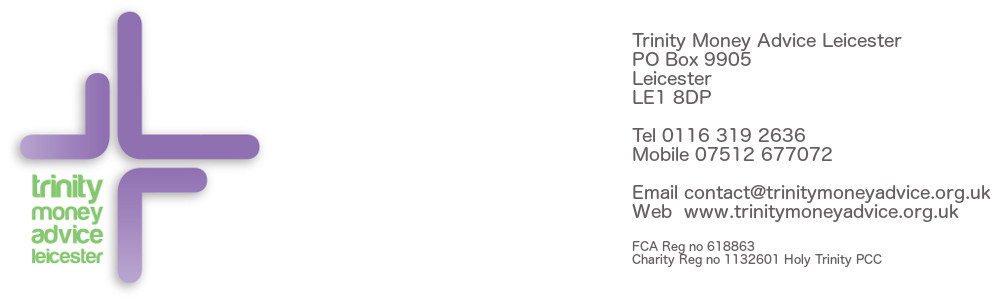 trinity
money
advice
leicester
Trinity Money Advice Leicester
PO Box 9905
Leicester
LE1 8DP
Tel 0116 319 2636
Mobile 07512 677072
Email contact@trinitymoneyadvice.org.uk
Web www.trinitymoneyadvice.org.uk
FCA Reg no 618863
Charity Reg no 1132601 Holy Trinity PCC